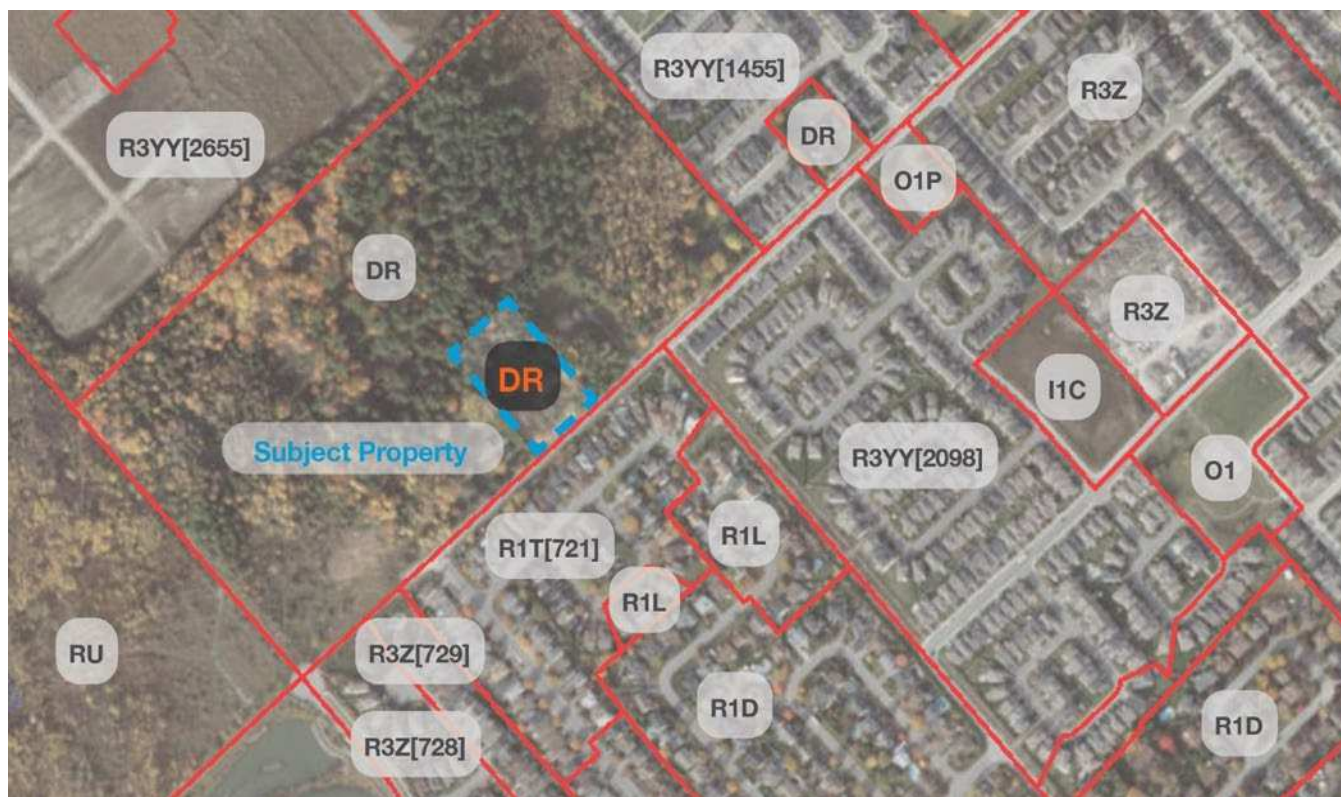 R3YY[1455]
R3Z
R3YY[2655]
DR
O1P
DR
R3Z
DR
I1C
Subject Property
R3YY[2098]
O1
R1T[721]
R1L
R1L
RU
R3Z[729]
R1D
R1D
R3Z[728]